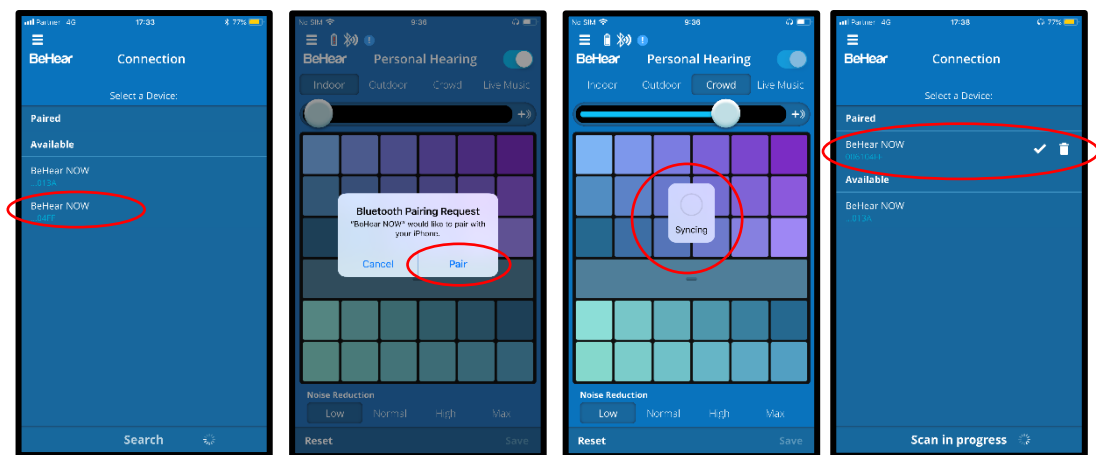 Partner 4G 17:33 77%
BeHear Connection
Select a Device:
Paired
Available
BeHear NOW
...013A
BeHear NOW
...04FF
Search
No SIM 9:36
BeHear Personal Hearing
Indoor Outdoor Crowd Live Music
Bluetooth Pairing Request
"BeHear NOW" would like to pair with
your iPhone.
Cancel Pair
Noise Reduction
Low Normal High Max
Reset Save
No SIM 9:36
BeHear Personal Hearing
Indoor Outdoor Crowd Live Music
Syncing
Noise Reduction
Low Normal High Max
Reset Save
Partner 4G 17:38 77%
BeHear Connection
Select a Device:
Paired
BeHear NOW
Available
BeHear NOW
...013A
Scan in progress